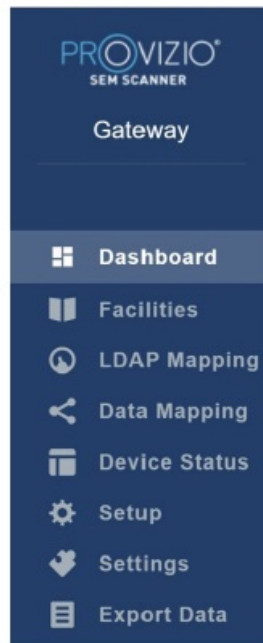 PROVIZIO®
SEM SCANNER
Gateway
Dashboard
Facilities
LDAP Mapping
Data Mapping
Device Status
Setup
Settings
Export Data